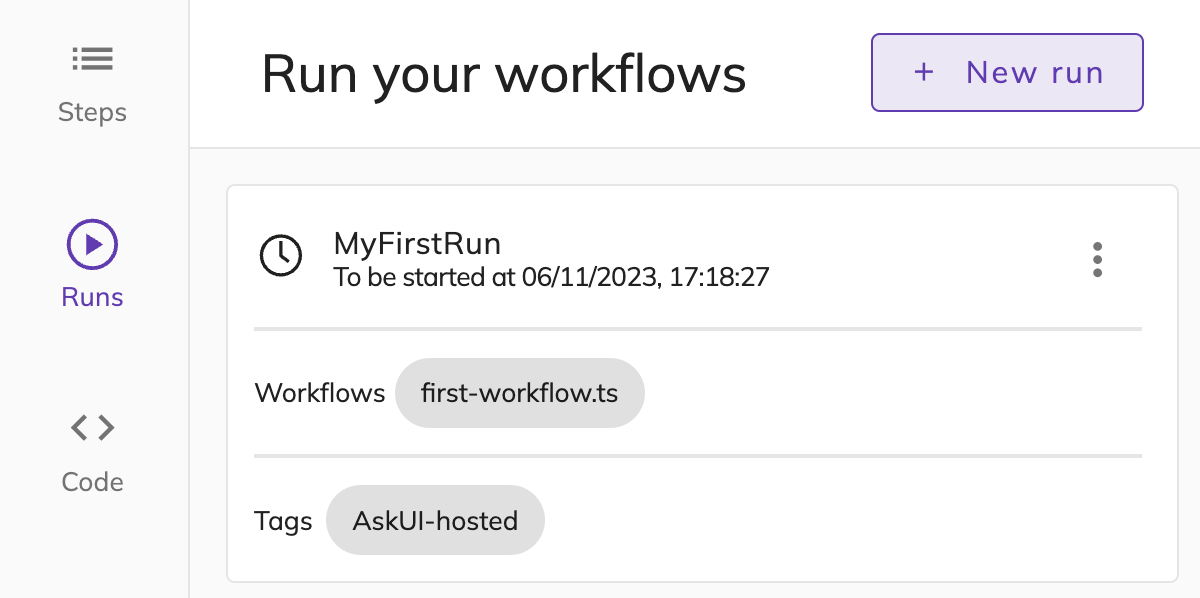 Steps
Runs
Code
Run your workflows
+ New run
MyFirstRun
To be started at 06/11/2023, 17:18:27
Workflows first-workflow.ts
Tags AskUI-hosted